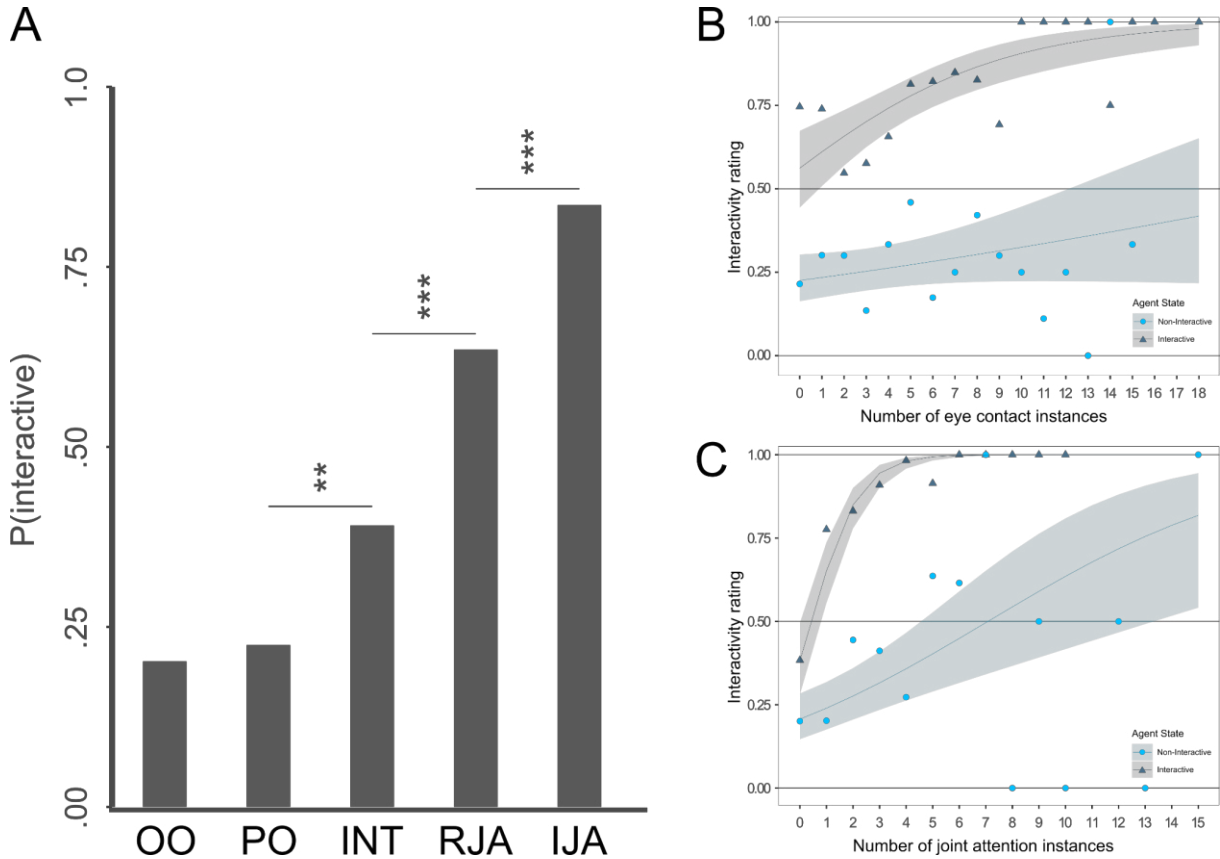 A
P(interactive)
1.0
.75
.50
.25
.00
**
***
***
OO PO INT RJA IJA
B
Interactivity rating
1.00
0.75
0.50
0.25
0.00
Agent State
Non-Interactive
Interactive
0 1 2 3 4 5 6 7 8 9 10 11 12 13 14 15 16 17 18
Number of eye contact instances
C
Interactivity rating
1.00
0.75
0.50
0.25
0.00
Agent State
Non-Interactive
Interactive
0 1 2 3 4 5 6 7 8 9 10 11 12 13 15
Number of joint attention instances